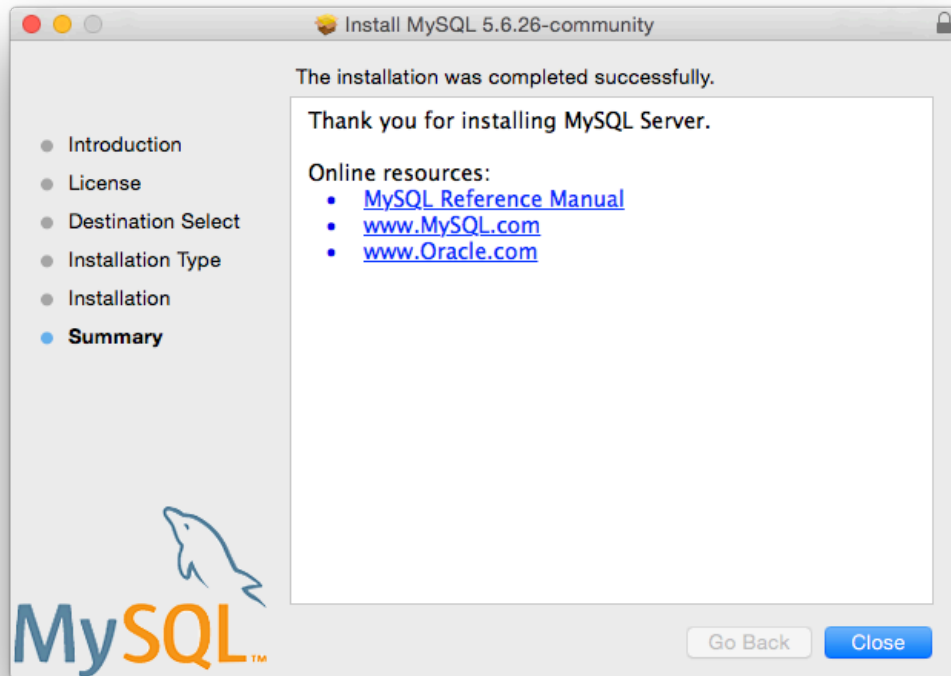 Install MySQL 5.6.26-community
The installation was completed successfully.
Introduction
License
Destination Select
Installation Type
Installation
Summary
Thank you for installing MySQL Server.
Online resources:
• MySQL Reference Manual
• www.MySQL.com
• www.Oracle.com
MySQL™
Go Back
Close